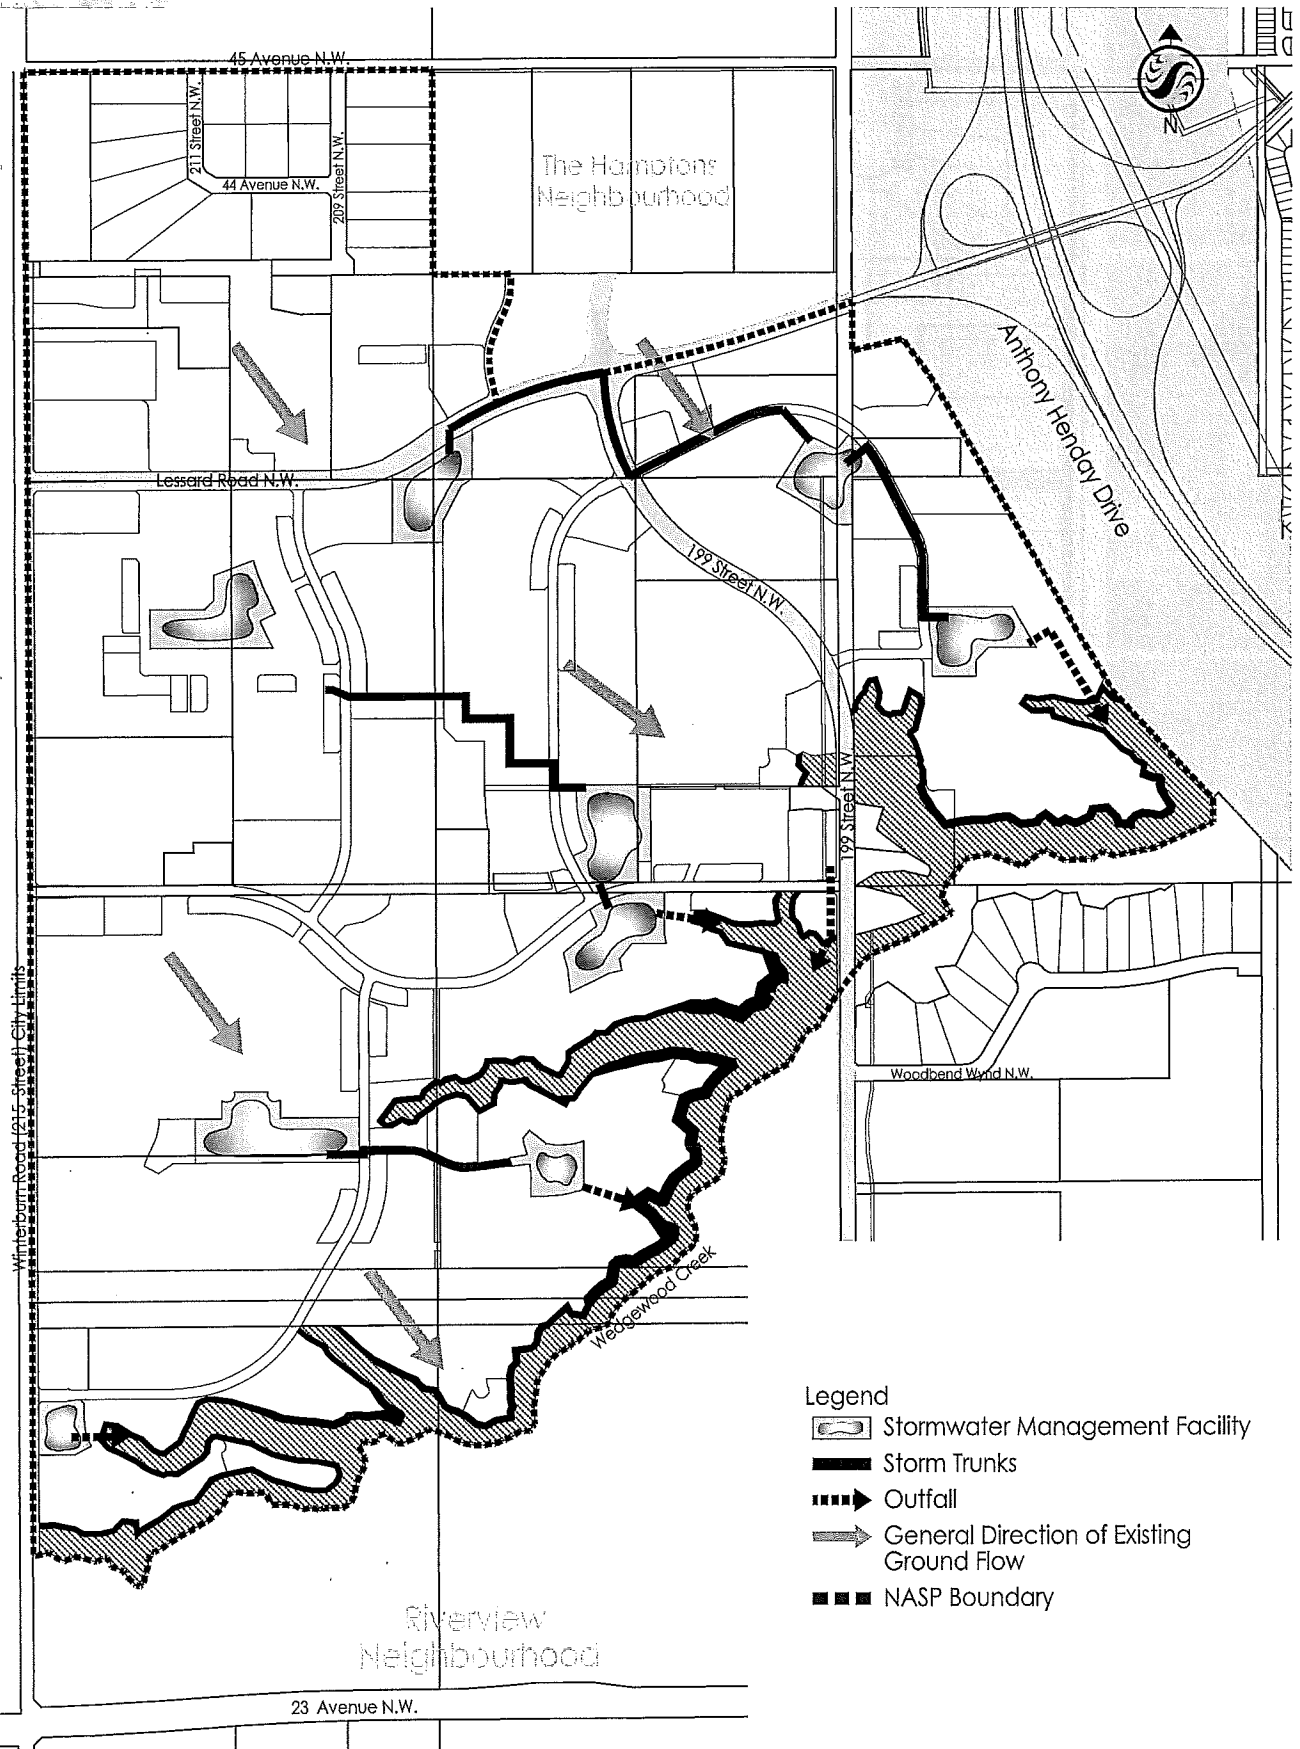 45 Avenue N.W.
211 Street N.W.
44 Avenue N.W.
209 Street N.W.
The Hamptons
Neighbourhood
N
Anthony Henday Drive
Lessard Road N.W.
199 Street N.W.
199 Street N.W
Winterburn Road (215 Street) City Limits
Woodbend Wynd N.W.
Wedgewood Creek
Legend
Stormwater Management Facility
Storm Trunks
Outfall
General Direction of Existing
Ground Flow
NASP Boundary
Riverview
Neighbourhood
23 Avenue N.W.